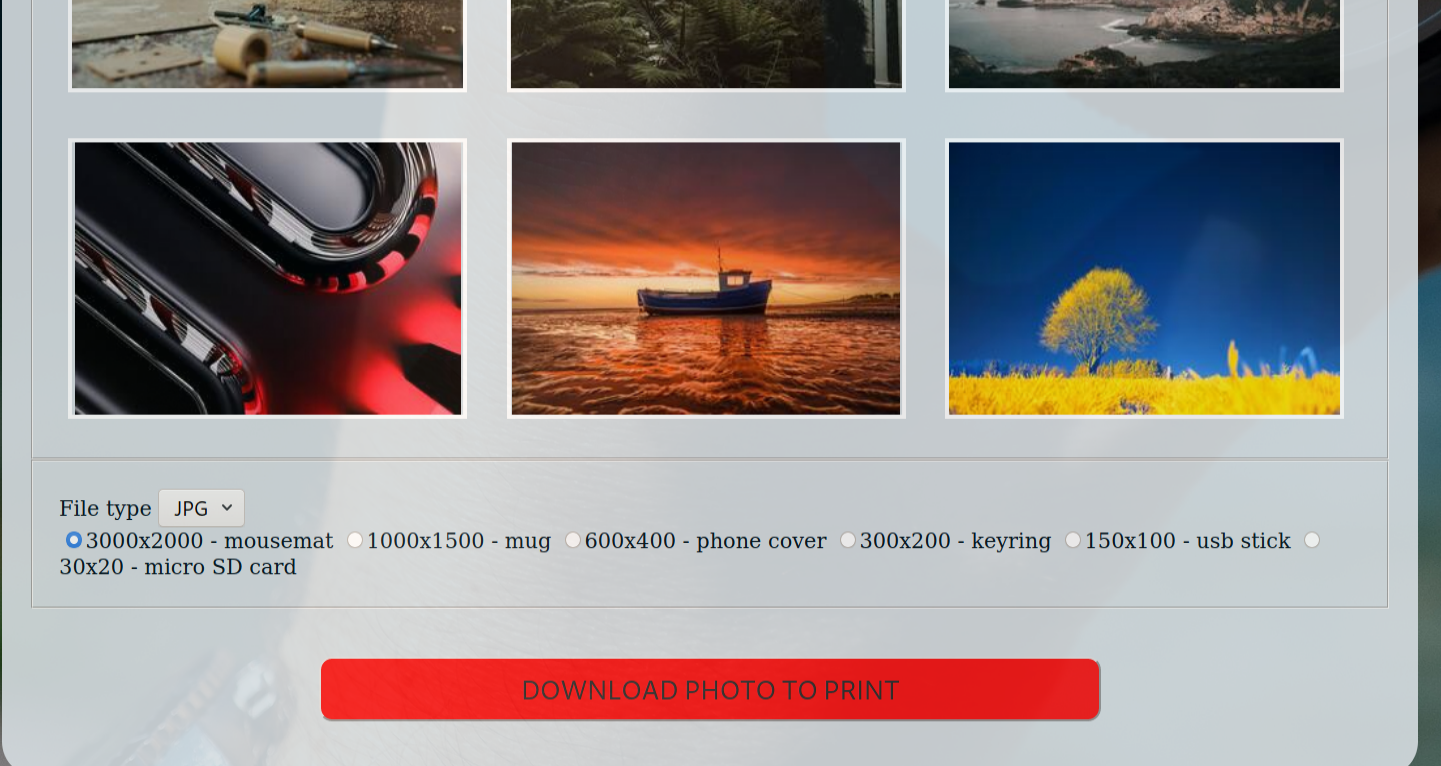 File type JPG
3000x2000 - mousemat 1000x1500 - mug 600x400 - phone cover 300x200 - keyring 150x100 - usb stick
30x20 - micro SD card
DOWNLOAD PHOTO TO PRINT